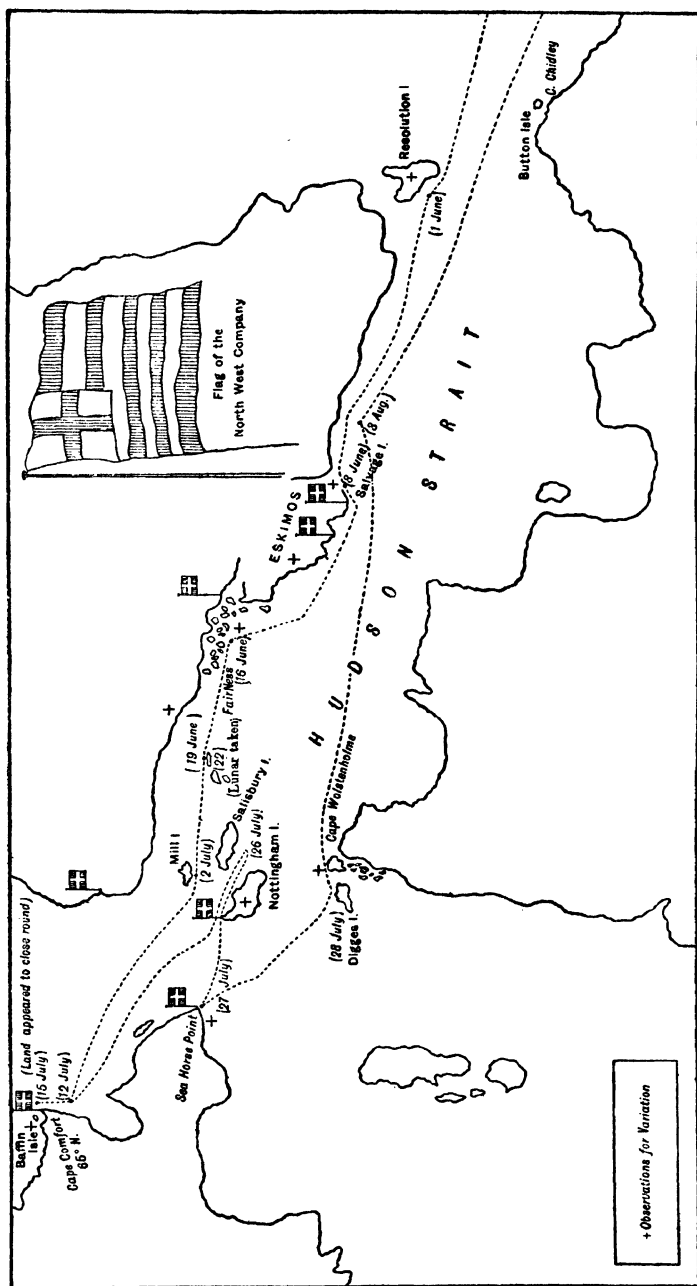 Flag of the
North West Company
(Land appeared to close round)
Baffin
Isle
(15 July)
(12 July)
Cape Comfort
65° N.
Mill I
(2 July)
Salisbury I.
(26 July)
Nottingham I.
Sea Horse Point
(27 July)
(19 June)
(22)
(Lunar taken)
Fair Ness
(16 June)
ESKIMOS
(8 June)
(3 Aug.)
Salvage I.
Resolution I
(1 June)
Button Isle
C. Chidley
HUDSON STRAIT
Cape Wolstenholme
(28 July)
Digges I.
+ Observations for Variation